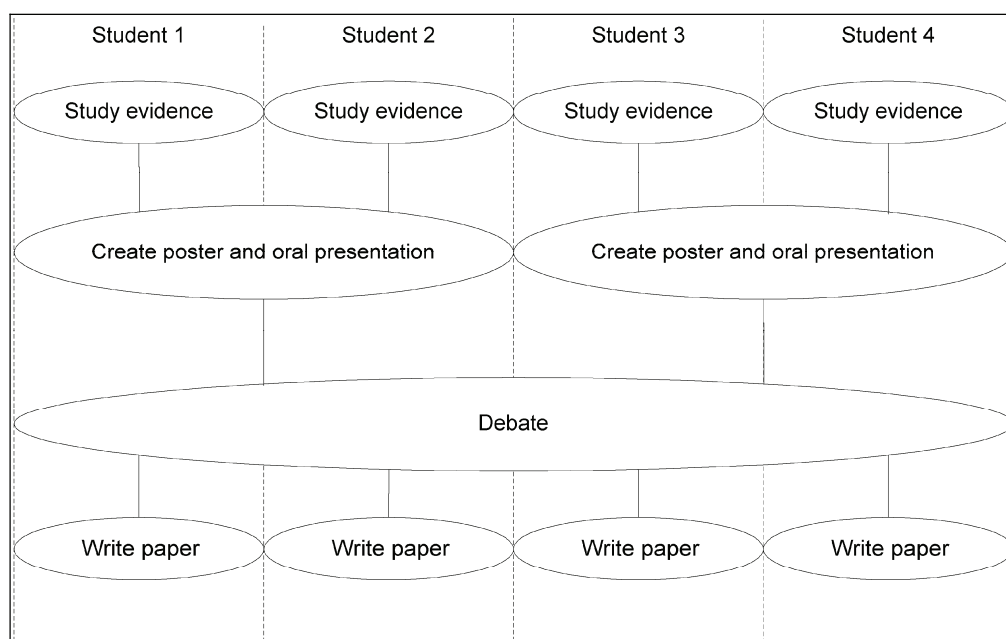 Student 1
Student 2
Student 3
Student 4
Study evidence
Study evidence
Study evidence
Study evidence
Create poster and oral presentation
Create poster and oral presentation
Debate
Write paper
Write paper
Write paper
Write paper